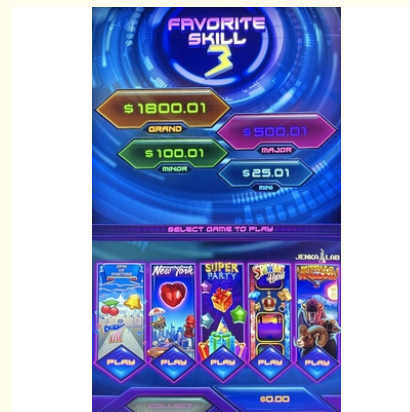 FAVORITE
SKILL
3
$1800.01
GRAND
$500.01
MAJOR
$100.01
MINOR
$25.01
MINI
SELECT GAME TO PLAY
JENKA LAB
New York
SUPER
PARTY
PLAY
PLAY
PLAY
PLAY
PLAY
COLLECT
$0.00